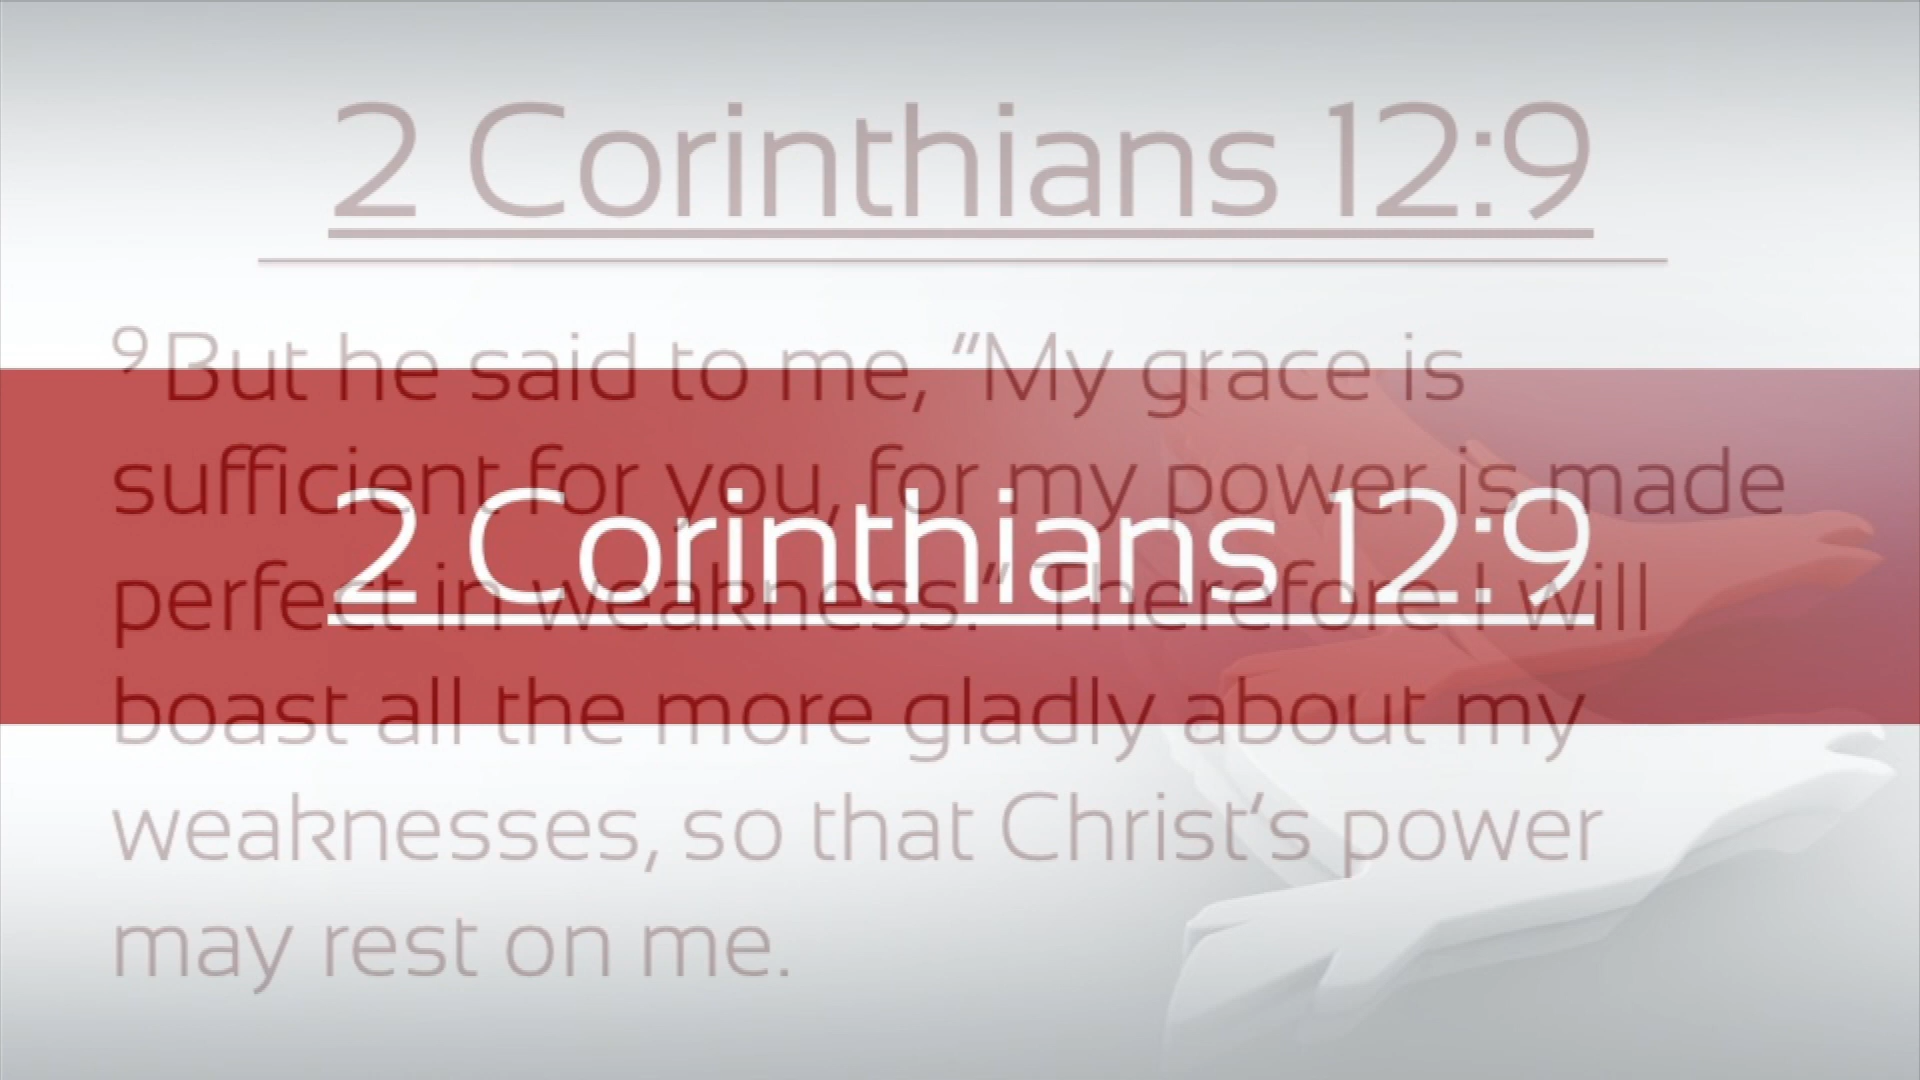 2 Corinthians 12:9
9 But he said to me, "My grace is
sufficient for you, for my power is made
2 Corinthians 12:9
perfect in weakness." Therefore I will
boast all the more gladly about my
weaknesses, so that Christ's power
may rest on me.